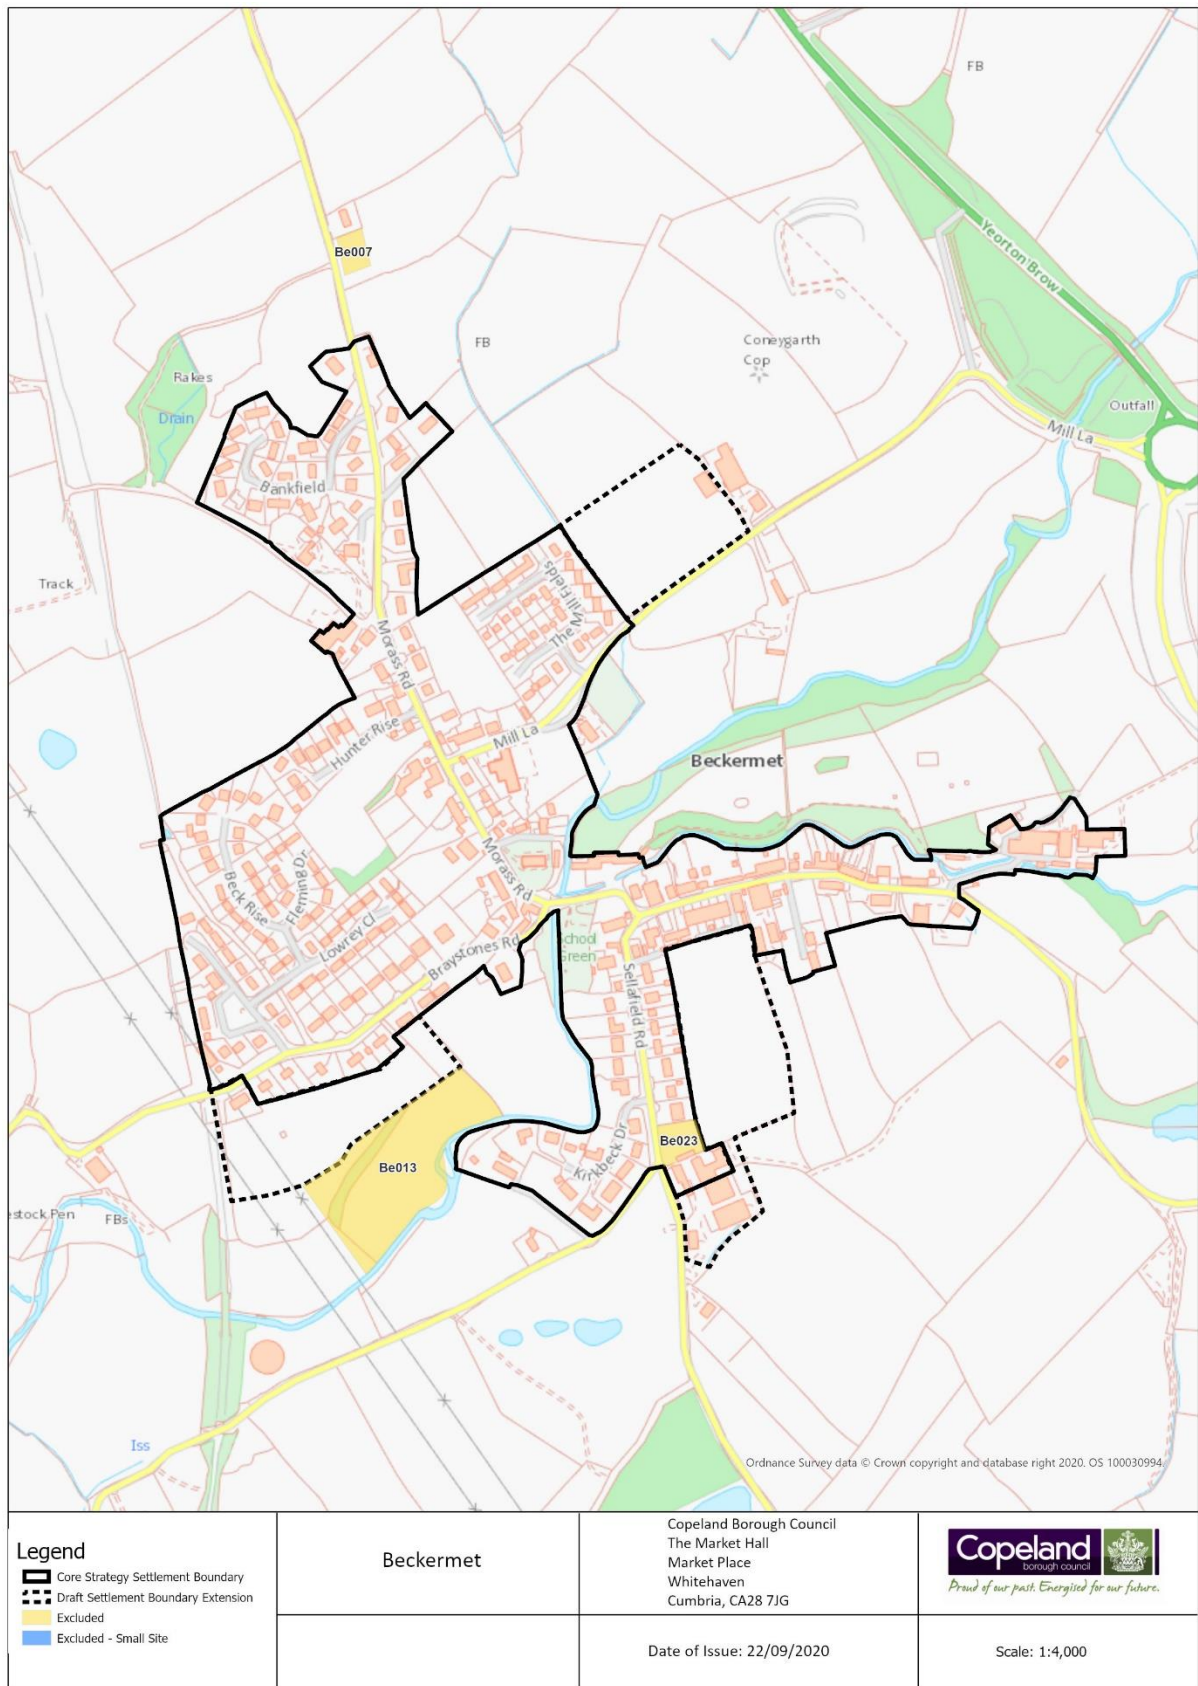 FB
Yeorton Brow
Be007
FB
Coneygarth
Cop
Rakes
Drain
Outfall
Mill La
Bankfield
Track
The Mill Fields
Morass Rd
Hunter Rise
Mill La
Beckermet
Morass Rd
Fleming Dr
Beck Rise
Lowrey Cl
Braystones Rd
School
Green
Sellafield Rd
Be023
Be013
Kirkbeck Dr
estock Pen
FBs
Iss
Ordnance Survey data © Crown copyright and database right 2020. OS 100030994.
Legend
Core Strategy Settlement Boundary
Draft Settlement Boundary Extension
Excluded
Excluded - Small Site
Beckermet
Copeland Borough Council
The Market Hall
Market Place
Whitehaven
Cumbria, CA28 7JG
Date of Issue: 22/09/2020
Copeland
borough council
Proud of our past. Energised for our future.
Scale: 1:4,000